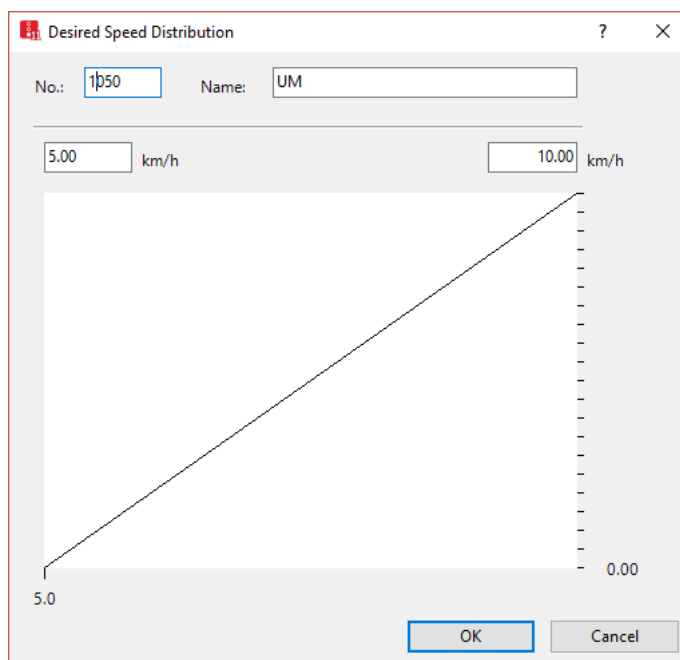 Desired Speed Distribution
No.: 1050 Name: UM
5.00 km/h 10.00 km/h
0.00
5.0
OK Cancel